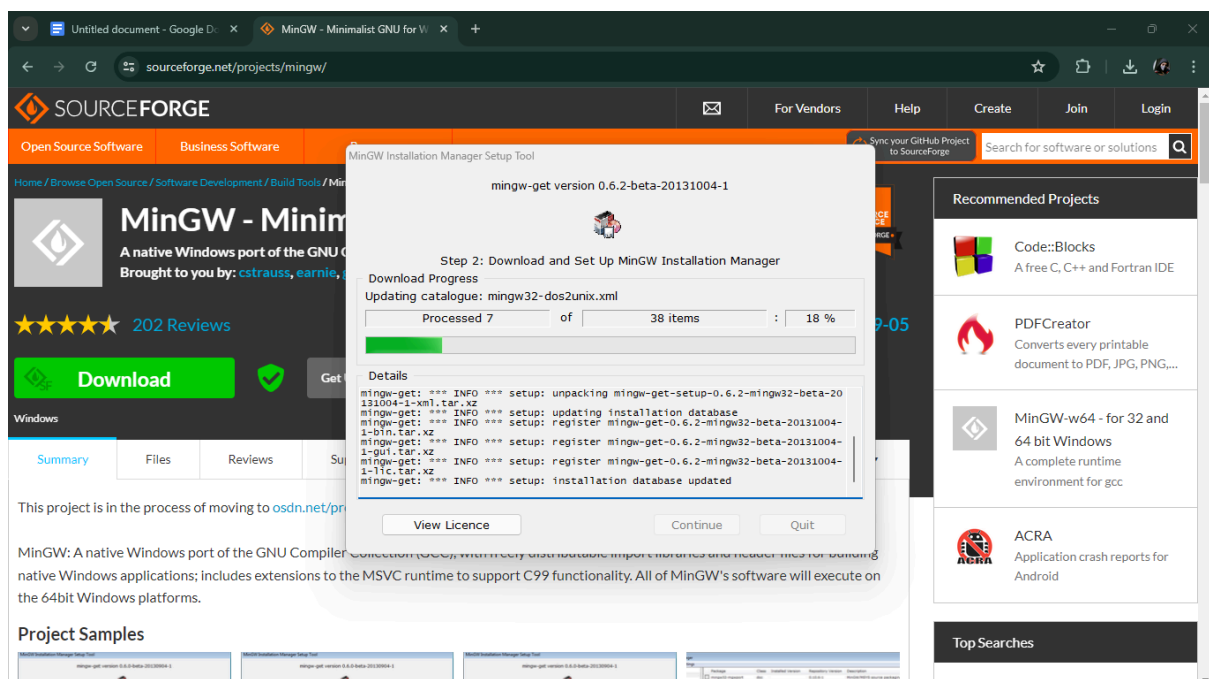 Untitled document - Google Do
MinGW - Minimalist GNU for W
sourceforge.net/projects/mingw/
SOURCEFORGE
For Vendors
Help
Create
Join
Login
Open Source Software
Business Software
Sync your GitHub Project
to SourceForge
Search for software or solutions
Home / Browse Open Source / Software Development / Build Tools / Min
MinGW - Minim
A native Windows port of the GNU C
Brought to you by: cstrauss, earnie,
202 Reviews
9-05
Download
Get
Windows
Summary
Files
Reviews
Su
This project is in the process of moving to osdn.net/pr
MinGW: A native Windows port of the GNU Compiler Collection (GCC), with freely distributable import libraries and header files for building
native Windows applications; includes extensions to the MSVC runtime to support C99 functionality. All of MinGW's software will execute on
the 64bit Windows platforms.
Project Samples
MinGW Installation Manager Setup Tool
mingw-get version 0.6.2-beta-20131004-1
Step 2: Download and Set Up MinGW Installation Manager
Download Progress
Updating catalogue: mingw32-dos2unix.xml
Processed 7 of 38 items : 18 %
Details
mingw-get: *** INFO *** setup: unpacking mingw-get-setup-0.6.2-mingw32-beta-20
131004-1-xml.tar.xz
mingw-get: *** INFO *** setup: updating installation database
mingw-get: *** INFO *** setup: register mingw-get-0.6.2-mingw32-beta-20131004-
1-bin.tar.xz
mingw-get: *** INFO *** setup: register mingw-get-0.6.2-mingw32-beta-20131004-
1-gui.tar.xz
mingw-get: *** INFO *** setup: register mingw-get-0.6.2-mingw32-beta-20131004-
1-lic.tar.xz
mingw-get: *** INFO *** setup: installation database updated
View Licence
Continue
Quit
Recommended Projects
Code::Blocks
A free C, C++ and Fortran IDE
PDFCreator
Converts every printable
document to PDF, JPG, PNG,...
MinGW-w64 - for 32 and
64 bit Windows
A complete runtime
environment for gcc
ACRA
ACRA
Application crash reports for
Android
Top Searches